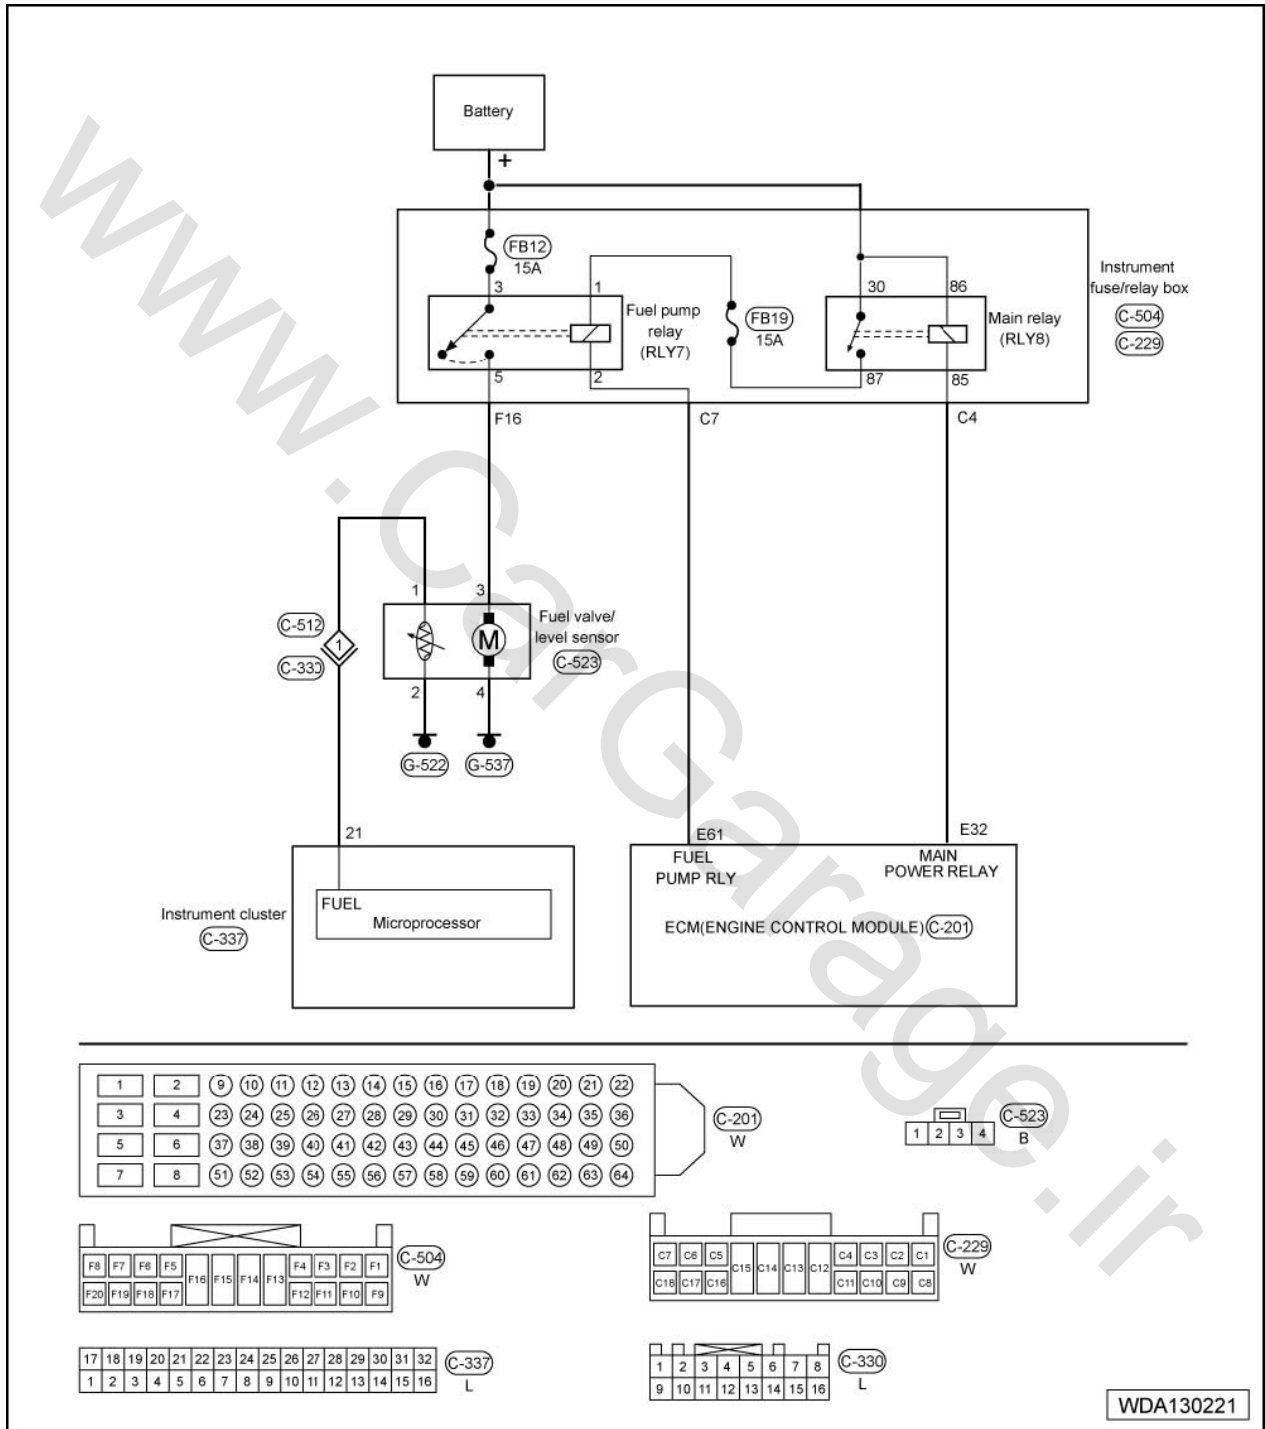 Battery
+
FB12
15A
3
1
30
86
Instrument
fuse/relay box
C-504
C-229
Fuel pump
relay
(RLY7)
FB19
15A
Main relay
(RLY8)
5
2
87
85
F16
C7
C4
1
3
C-512
1
C-330
M
Fuel valve/
level sensor
C-523
2
4
G-522
G-537
21
E61
E32
FUEL
PUMP RLY
MAIN
POWER RELAY
FUEL
Microprocessor
Instrument cluster
C-337
ECM(ENGINE CONTROL MODULE) C-201
1 2 9 10 11 12 13 14 15 16 17 18 19 20 21 22
3 4 23 24 25 26 27 28 29 30 31 32 33 34 35 36
5 6 37 38 39 40 41 42 43 44 45 46 47 48 49 50
7 8 51 52 53 54 55 56 57 58 59 60 61 62 63 64
C-201
W
1 2 3 4
C-523
B
F8 F7 F6 F5 F16 F15 F14 F13 F4 F3 F2 F1
F20 F19 F18 F17 F12 F11 F10 F9
C-504
W
C7 C6 C5 C15 C14 C13 C12 C4 C3 C2 C1
C18 C17 C16 C11 C10 C9 C8
C-229
W
17 18 19 20 21 22 23 24 25 26 27 28 29 30 31 32
1 2 3 4 5 6 7 8 9 10 11 12 13 14 15 16
C-337
L
1 2 3 4 5 6 7 8
9 10 11 12 13 14 15 16
C-330
L
WDA130221
www.CarGarage.ir